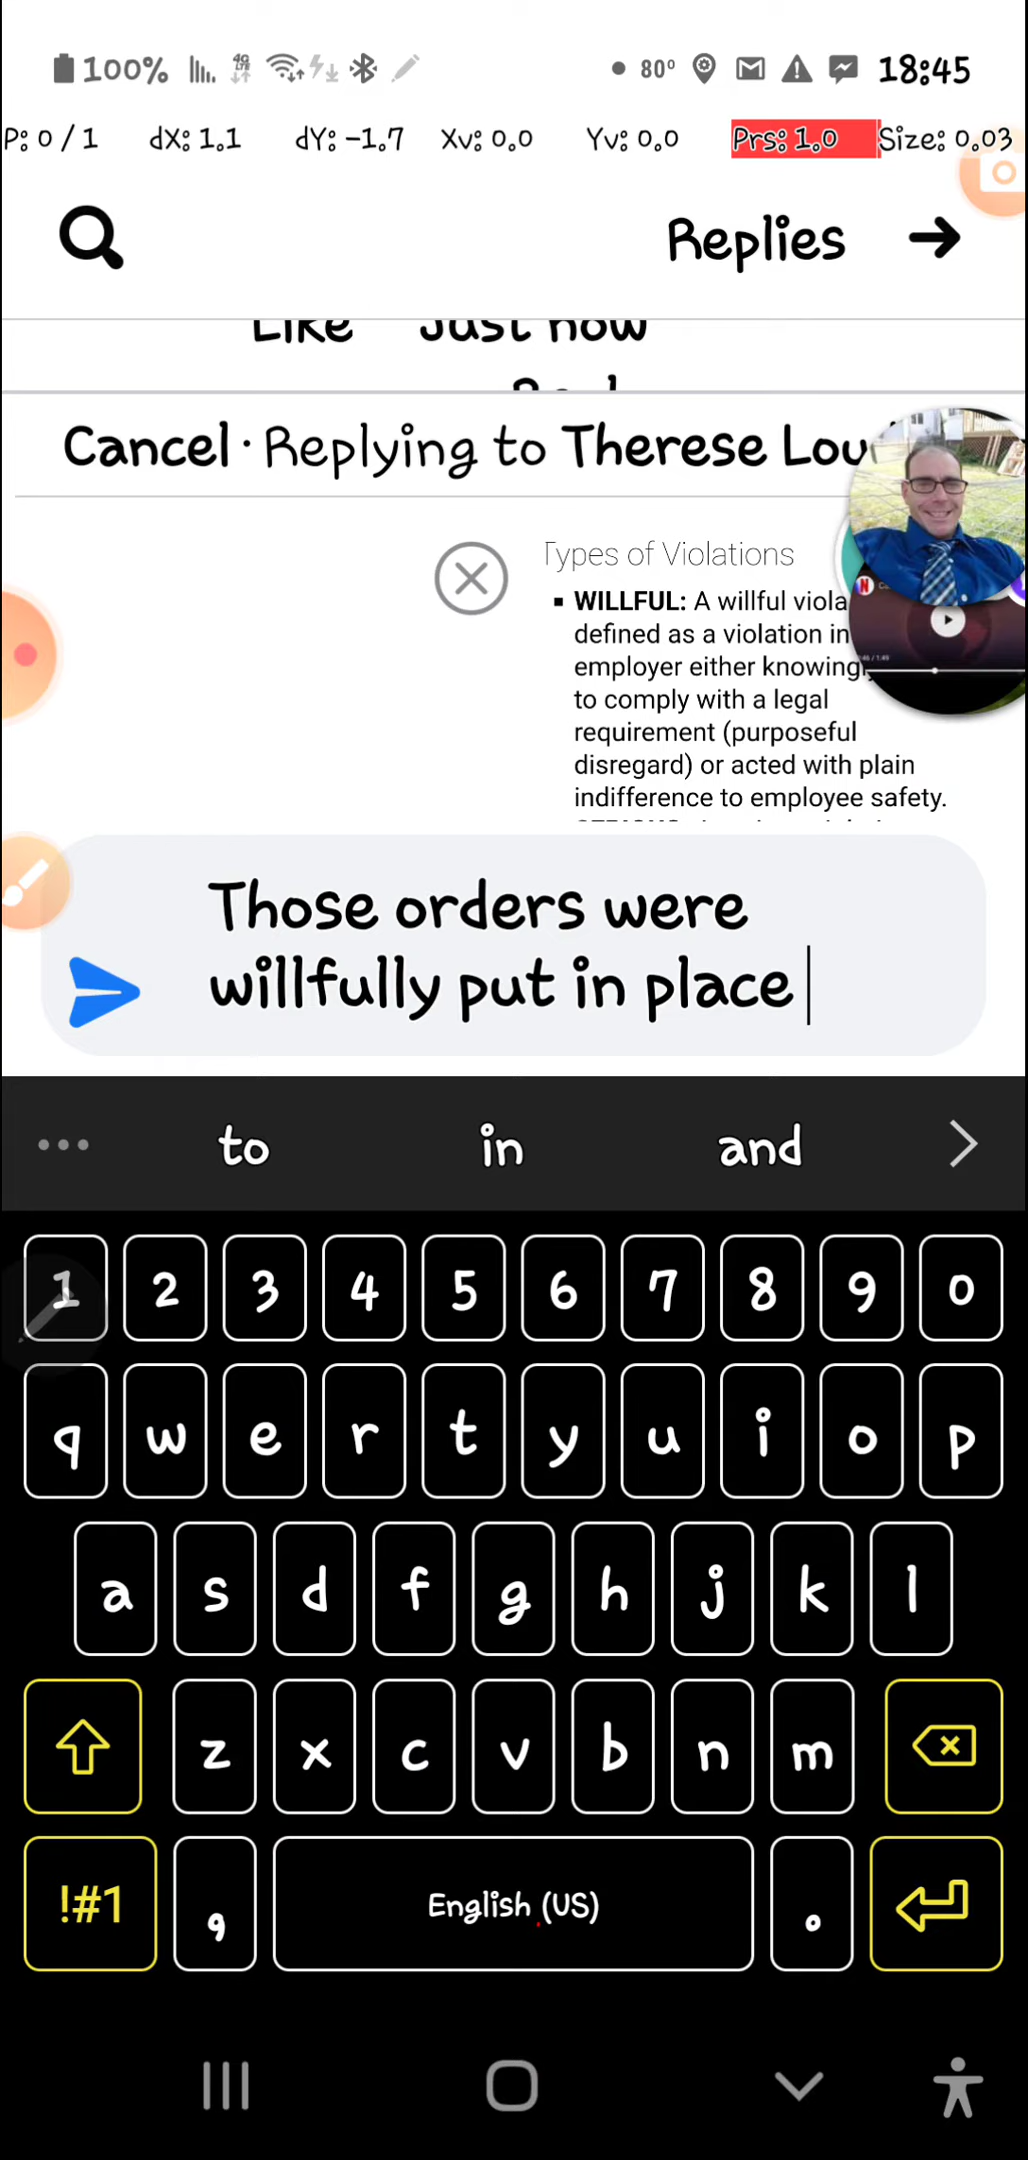 100% 4G LTE 80° 18:45
P: 0 / 1 dX: 1.1 dY: -1.7 Xv: 0.0 Yv: 0.0 Prs: 1.0 Size: 0.03
Replies
Like Just now
Cancel · Replying to Therese Lou
Types of Violations
▪ WILLFUL: A willful viola
defined as a violation in
employer either knowingl
to comply with a legal
requirement (purposeful
disregard) or acted with plain
indifference to employee safety.
Those orders were
willfully put in place
to in and
1 2 3 4 5 6 7 8 9 0
q w e r t y u i o p
a s d f g h j k l
z x c v b n m
!#1 , English (US) .